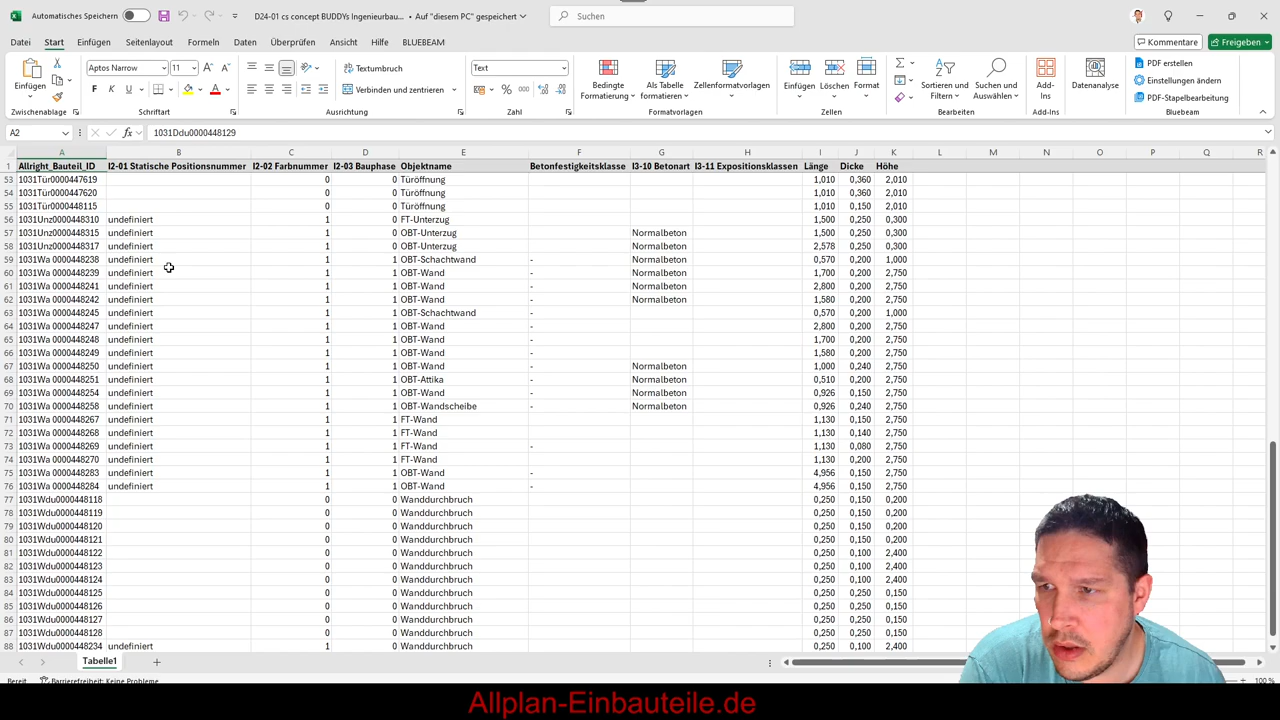 Automatisches Speichern D24-01 cs concept BUDDYs Ingenieurbau... • Auf "diesem PC" gespeichert Suchen
Datei Start Einfügen Seitenlayout Formeln Daten Überprüfen Ansicht Hilfe BLUEBEAM Kommentare Freigeben
Einfügen Aptos Narrow 11 Textumbruch Text Bedingte Formatierung Als Tabelle formatieren Zellenformatvorlagen Einfügen Löschen Format Sortieren und Filtern Suchen und Auswählen Add-Ins Datenanalyse PDF erstellen
F K U Verbinden und zentrieren % 000 Einstellungen ändern
PDF-Stapelbearbeitung
Zwischenablage Schriftart Ausrichtung Zahl Formatvorlagen Zellen Bearbeiten Add-Ins Bluebeam
A2 fx 1031Ddu0000448129
A B C D E F G H I J K L M N O P Q R
1 Allright_Bauteil_ID I2-01 Statische Positionsnummer I2-02 Farbnummer I2-03 Bauphase Objektname Betonfestigkeitsklasse I3-10 Betonart I3-11 Expositionsklassen Länge Dicke Höhe
53 1031Tür0000447619 0 0 Türöffnung 1,010 0,360 2,010
54 1031Tür0000447620 0 0 Türöffnung 1,010 0,360 2,010
55 1031Tür0000448115 0 0 Türöffnung 1,010 0,150 2,010
56 1031Unz0000448310 undefiniert 1 0 FT-Unterzug 1,500 0,250 0,300
57 1031Unz0000448315 undefiniert 1 0 OBT-Unterzug Normalbeton 1,500 0,250 0,300
58 1031Unz0000448317 undefiniert 1 0 OBT-Unterzug Normalbeton 2,578 0,250 0,300
59 1031Wa 0000448238 undefiniert 1 1 OBT-Schachtwand - Normalbeton 0,570 0,200 1,000
60 1031Wa 0000448239 undefiniert 1 1 OBT-Wand - Normalbeton 1,700 0,200 2,750
61 1031Wa 0000448241 undefiniert 1 1 OBT-Wand - Normalbeton 2,800 0,200 2,750
62 1031Wa 0000448242 undefiniert 1 1 OBT-Wand - Normalbeton 1,580 0,200 2,750
63 1031Wa 0000448245 undefiniert 1 1 OBT-Schachtwand - 0,570 0,200 1,000
64 1031Wa 0000448247 undefiniert 1 1 OBT-Wand - 2,800 0,200 2,750
65 1031Wa 0000448248 undefiniert 1 1 OBT-Wand - 1,700 0,200 2,750
66 1031Wa 0000448249 undefiniert 1 1 OBT-Wand - 1,580 0,200 2,750
67 1031Wa 0000448250 undefiniert 1 1 OBT-Wand - Normalbeton 1,000 0,240 2,750
68 1031Wa 0000448251 undefiniert 1 1 OBT-Attika - Normalbeton 0,510 0,200 2,750
69 1031Wa 0000448254 undefiniert 1 1 OBT-Wand - Normalbeton 0,926 0,150 2,750
70 1031Wa 0000448258 undefiniert 1 1 OBT-Wandscheibe - Normalbeton 0,926 0,240 2,750
71 1031Wa 0000448267 undefiniert 1 1 FT-Wand 1,130 0,150 2,750
72 1031Wa 0000448268 undefiniert 1 1 FT-Wand 1,130 0,140 2,750
73 1031Wa 0000448269 undefiniert 1 1 FT-Wand - 1,130 0,080 2,750
74 1031Wa 0000448270 undefiniert 1 1 FT-Wand 1,130 0,200 2,750
75 1031Wa 0000448283 undefiniert 1 1 OBT-Wand - 4,956 0,150 2,750
76 1031Wa 0000448284 undefiniert 1 1 OBT-Wand - 4,956 0,150 2,750
77 1031Wdu0000448118 0 0 Wanddurchbruch 0,250 0,150 0,200
78 1031Wdu0000448119 0 0 Wanddurchbruch 0,250 0,150 0,200
79 1031Wdu0000448120 0 0 Wanddurchbruch 0,250 0,150 0,200
80 1031Wdu0000448121 0 0 Wanddurchbruch 0,250 0,150 0,200
81 1031Wdu0000448122 0 0 Wanddurchbruch 0,250 0,100 2,400
82 1031Wdu0000448123 0 0 Wanddurchbruch 0,250 0,100 2,400
83 1031Wdu0000448124 0 0 Wanddurchbruch 0,250 0,100 2,400
84 1031Wdu0000448125 0 0 Wanddurchbruch 0,250 0,250 0,150
85 1031Wdu0000448126 0 0 Wanddurchbruch 0,250 0,250 0,150
86 1031Wdu0000448127 0 0 Wanddurchbruch 0,250 0,250 0,150
87 1031Wdu0000448128 0 0 Wanddurchbruch 0,250 0,250 0,150
88 1031Wdu0000448234 undefiniert 1 0 Wanddurchbruch 0,250 0,100 2,400
Tabelle1
Bereit Barrierefreiheit: Keine Probleme 100 %
Allplan-Einbauteile.de